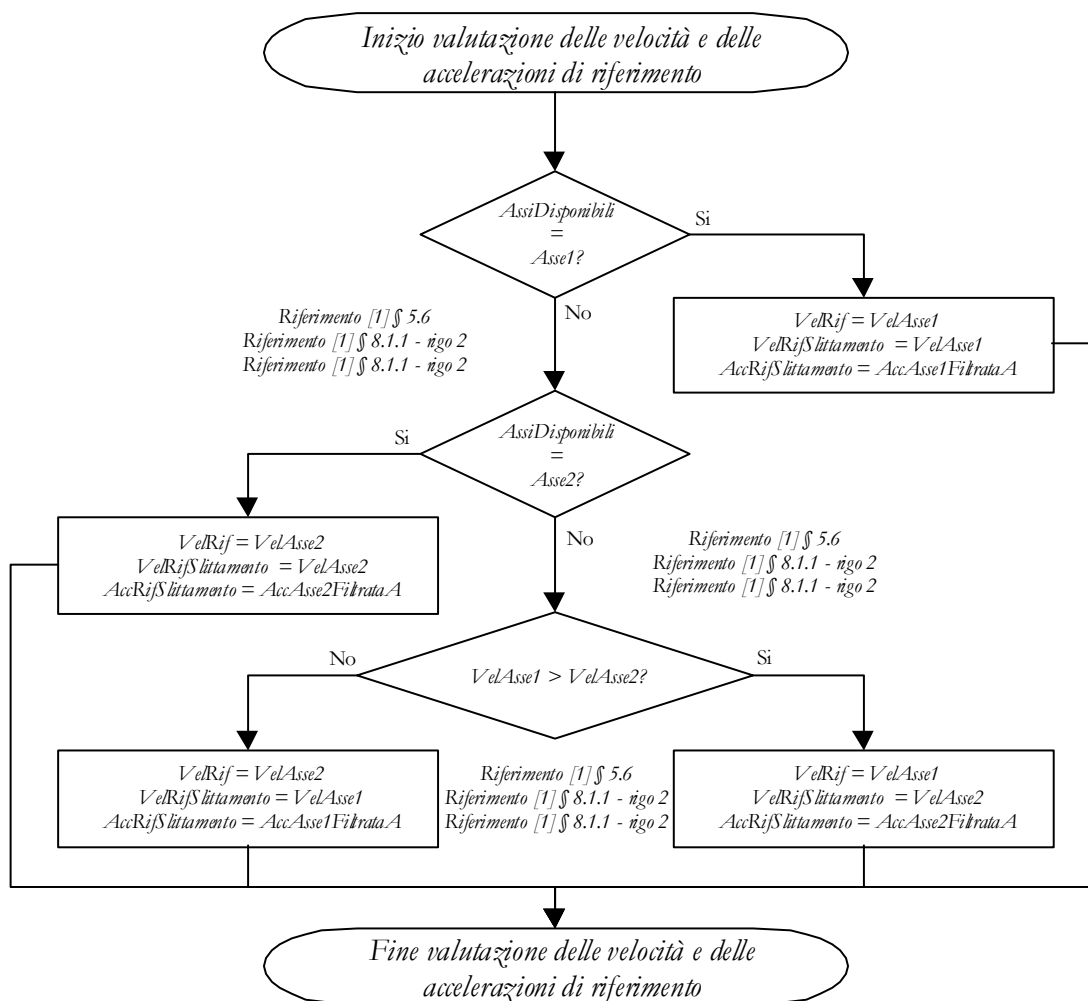 Inizio valutazione delle velocità e delle
accelerazioni di riferimento
AssiDisponibili
=
Asse1?
Si
No
VelRif = VelAsse1
VelRifSlittamento = VelAsse1
AccRifSlittamento = AccAsse1FiltrataA
Riferimento [1] § 5.6
Riferimento [1] § 8.1.1 - rigo 2
Riferimento [1] § 8.1.1 - rigo 2
AssiDisponibili
=
Asse2?
Si
No
VelRif = VelAsse2
VelRifSlittamento = VelAsse2
AccRifSlittamento = AccAsse2FiltrataA
Riferimento [1] § 5.6
Riferimento [1] § 8.1.1 - rigo 2
Riferimento [1] § 8.1.1 - rigo 2
VelAsse1 > VelAsse2?
No
Si
VelRif = VelAsse2
VelRifSlittamento = VelAsse1
AccRifSlittamento = AccAsse1FiltrataA
Riferimento [1] § 5.6
Riferimento [1] § 8.1.1 - rigo 2
Riferimento [1] § 8.1.1 - rigo 2
VelRif = VelAsse1
VelRifSlittamento = VelAsse2
AccRifSlittamento = AccAsse2FiltrataA
Fine valutazione delle velocità e delle
accelerazioni di riferimento